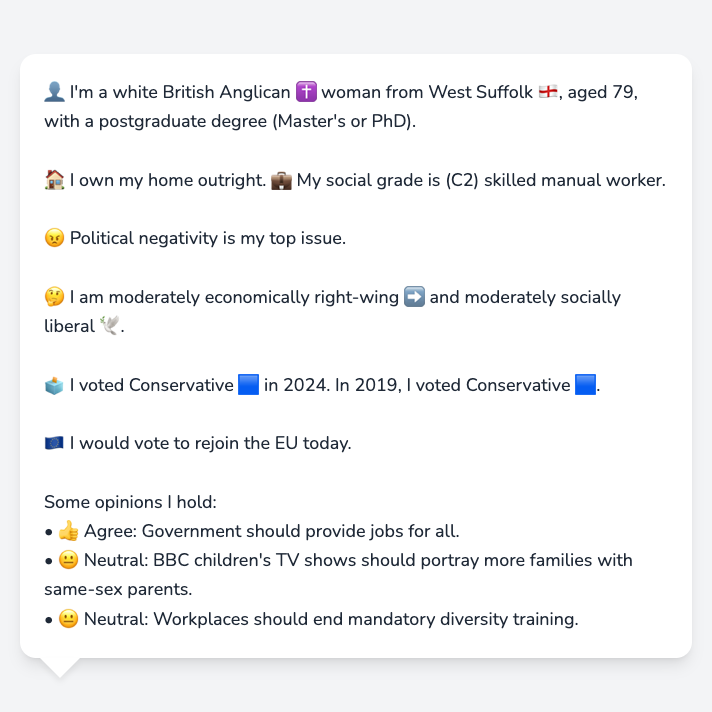 👤 I'm a white British Anglican ✝️ woman from West Suffolk 🏴󠁧󠁢󠁥󠁮󠁧󠁿, aged 79,
with a postgraduate degree (Master's or PhD).
🏠 I own my home outright. 💼 My social grade is (C2) skilled manual worker.
😠 Political negativity is my top issue.
🤔 I am moderately economically right-wing ➡️ and moderately socially
liberal 🕊️.
🗳️ I voted Conservative 🟦 in 2024. In 2019, I voted Conservative 🟦.
🇪🇺 I would vote to rejoin the EU today.
Some opinions I hold:
• 👍 Agree: Government should provide jobs for all.
• 😐 Neutral: BBC children's TV shows should portray more families with
same-sex parents.
• 😐 Neutral: Workplaces should end mandatory diversity training.